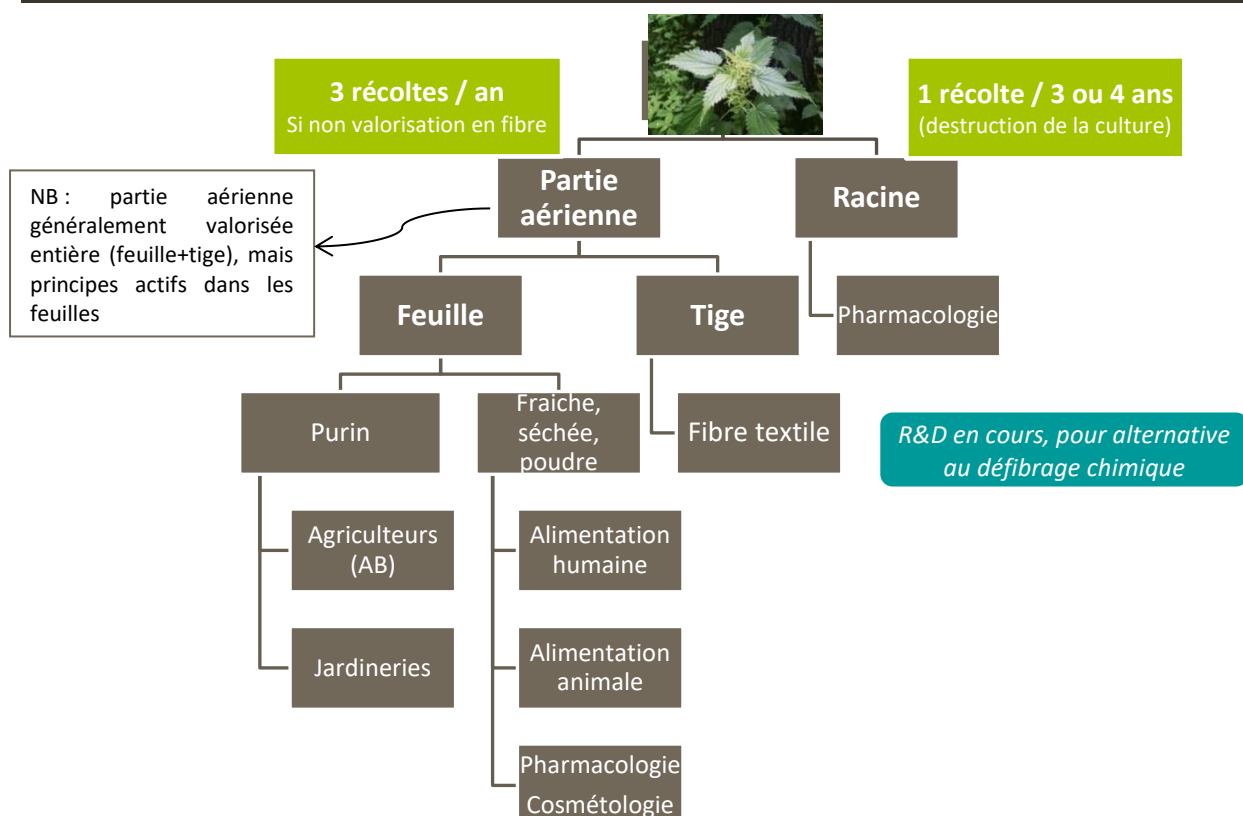 3 récoltes / an
Si non valorisation en fibre
1 récolte / 3 ou 4 ans
(destruction de la culture)
NB : partie aérienne
généralement valorisée
entière (feuille+tige), mais
principes actifs dans les
feuilles
Partie
aérienne
Racine
Feuille
Tige
Pharmacologie
Purin
Fraiche,
séchée,
poudre
Fibre textile
R&D en cours, pour alternative
au défibrage chimique
Agriculteurs
(AB)
Alimentation
humaine
Jardineries
Alimentation
animale
Pharmacologie
Cosmétologie